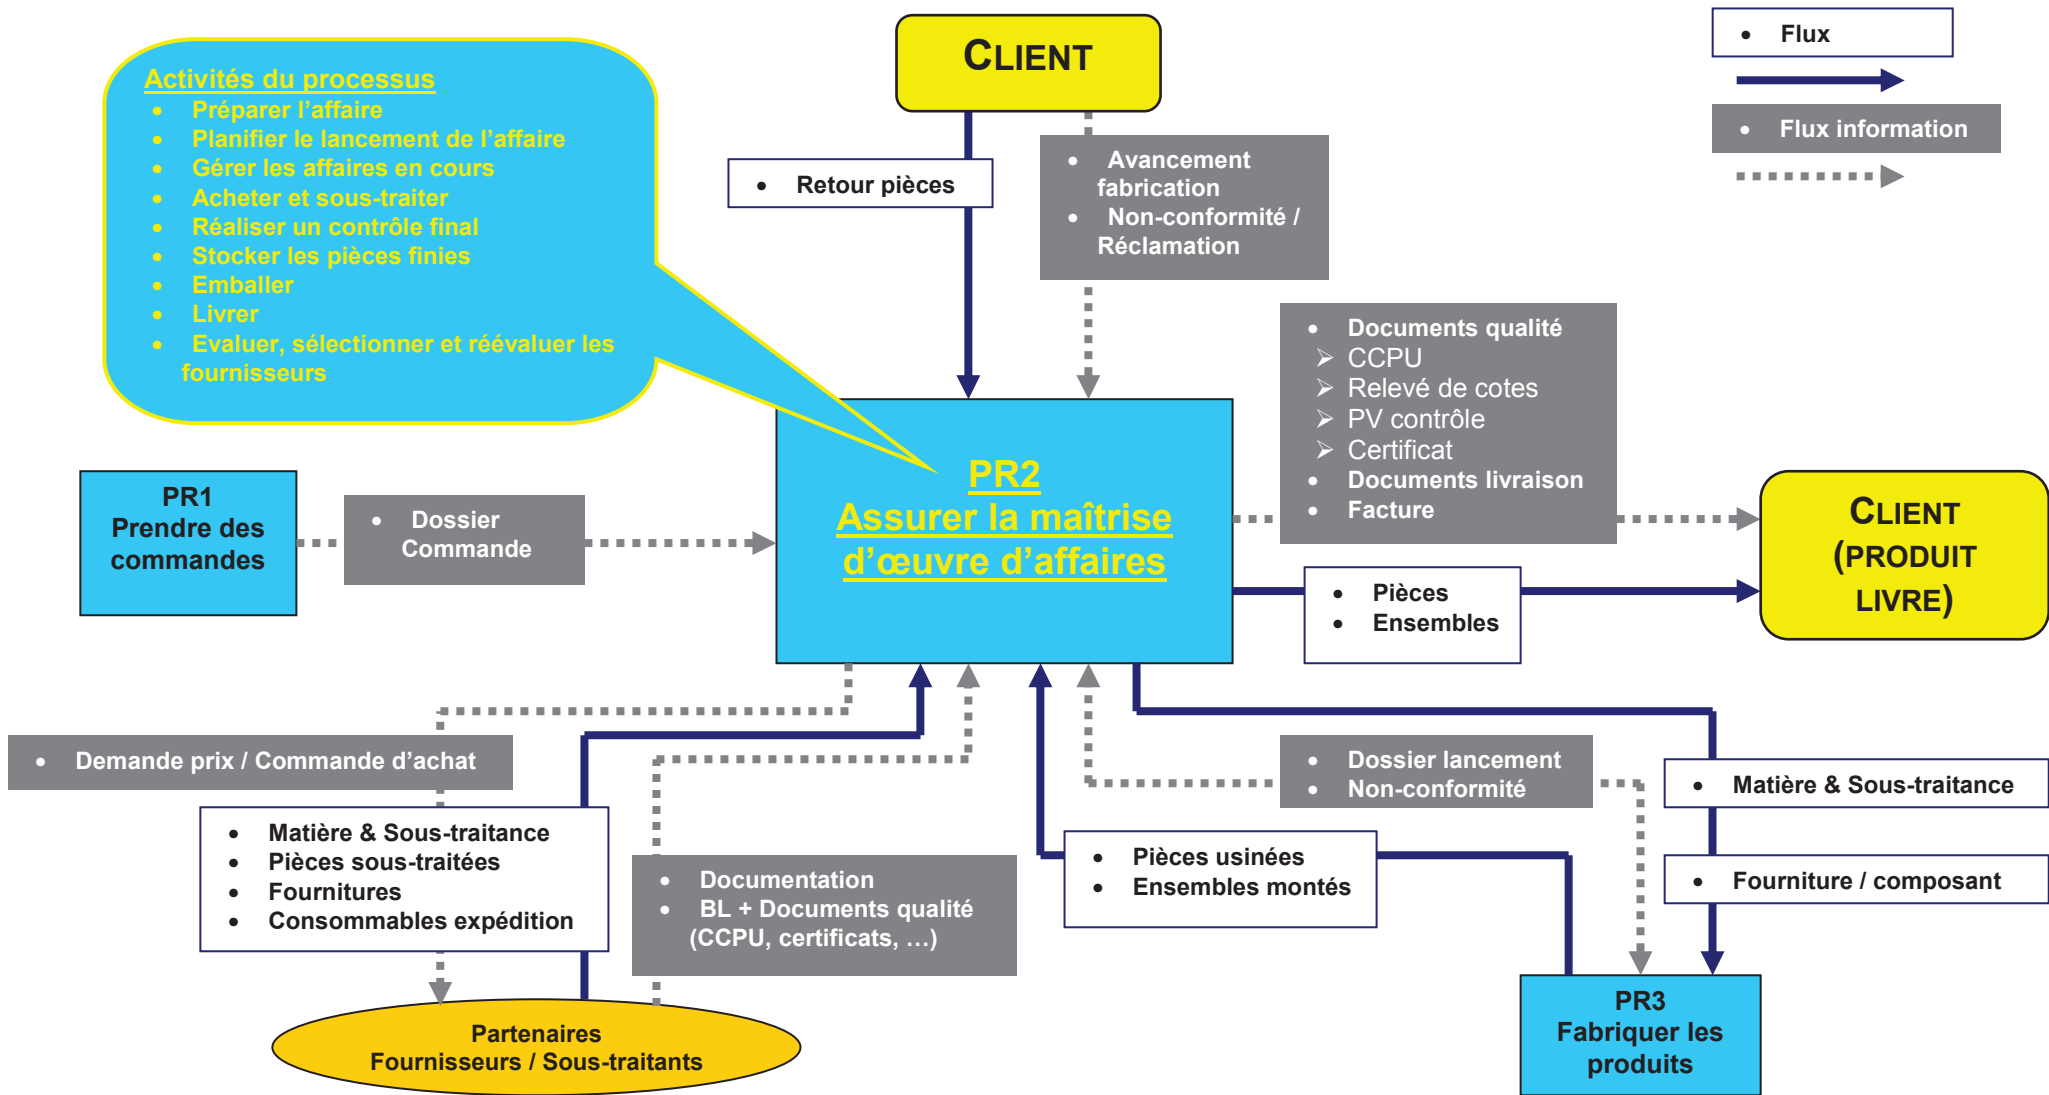 Activités du processus
• Préparer l’affaire
• Planifier le lancement de l’affaire
• Gérer les affaires en cours
• Acheter et sous-traiter
• Réaliser un contrôle final
• Stocker les pièces finies
• Emballer
• Livrer
• Evaluer, sélectionner et réévaluer les
fournisseurs
CLIENT
• Flux
• Flux information
• Retour pièces
• Avancement
fabrication
• Non-conformité /
Réclamation
• Documents qualité
➢ CCPU
➢ Relevé de cotes
➢ PV contrôle
➢ Certificat
• Documents livraison
• Facture
PR1
Prendre des
commandes
• Dossier
Commande
PR2
Assurer la maîtrise
d’œuvre d’affaires
CLIENT
(PRODUIT
LIVRE)
• Pièces
• Ensembles
• Demande prix / Commande d’achat
• Matière & Sous-traitance
• Pièces sous-traitées
• Fournitures
• Consommables expédition
• Documentation
• BL + Documents qualité
(CCPU, certificats, …)
• Dossier lancement
• Non-conformité
• Pièces usinées
• Ensembles montés
• Matière & Sous-traitance
• Fourniture / composant
Partenaires
Fournisseurs / Sous-traitants
PR3
Fabriquer les
produits